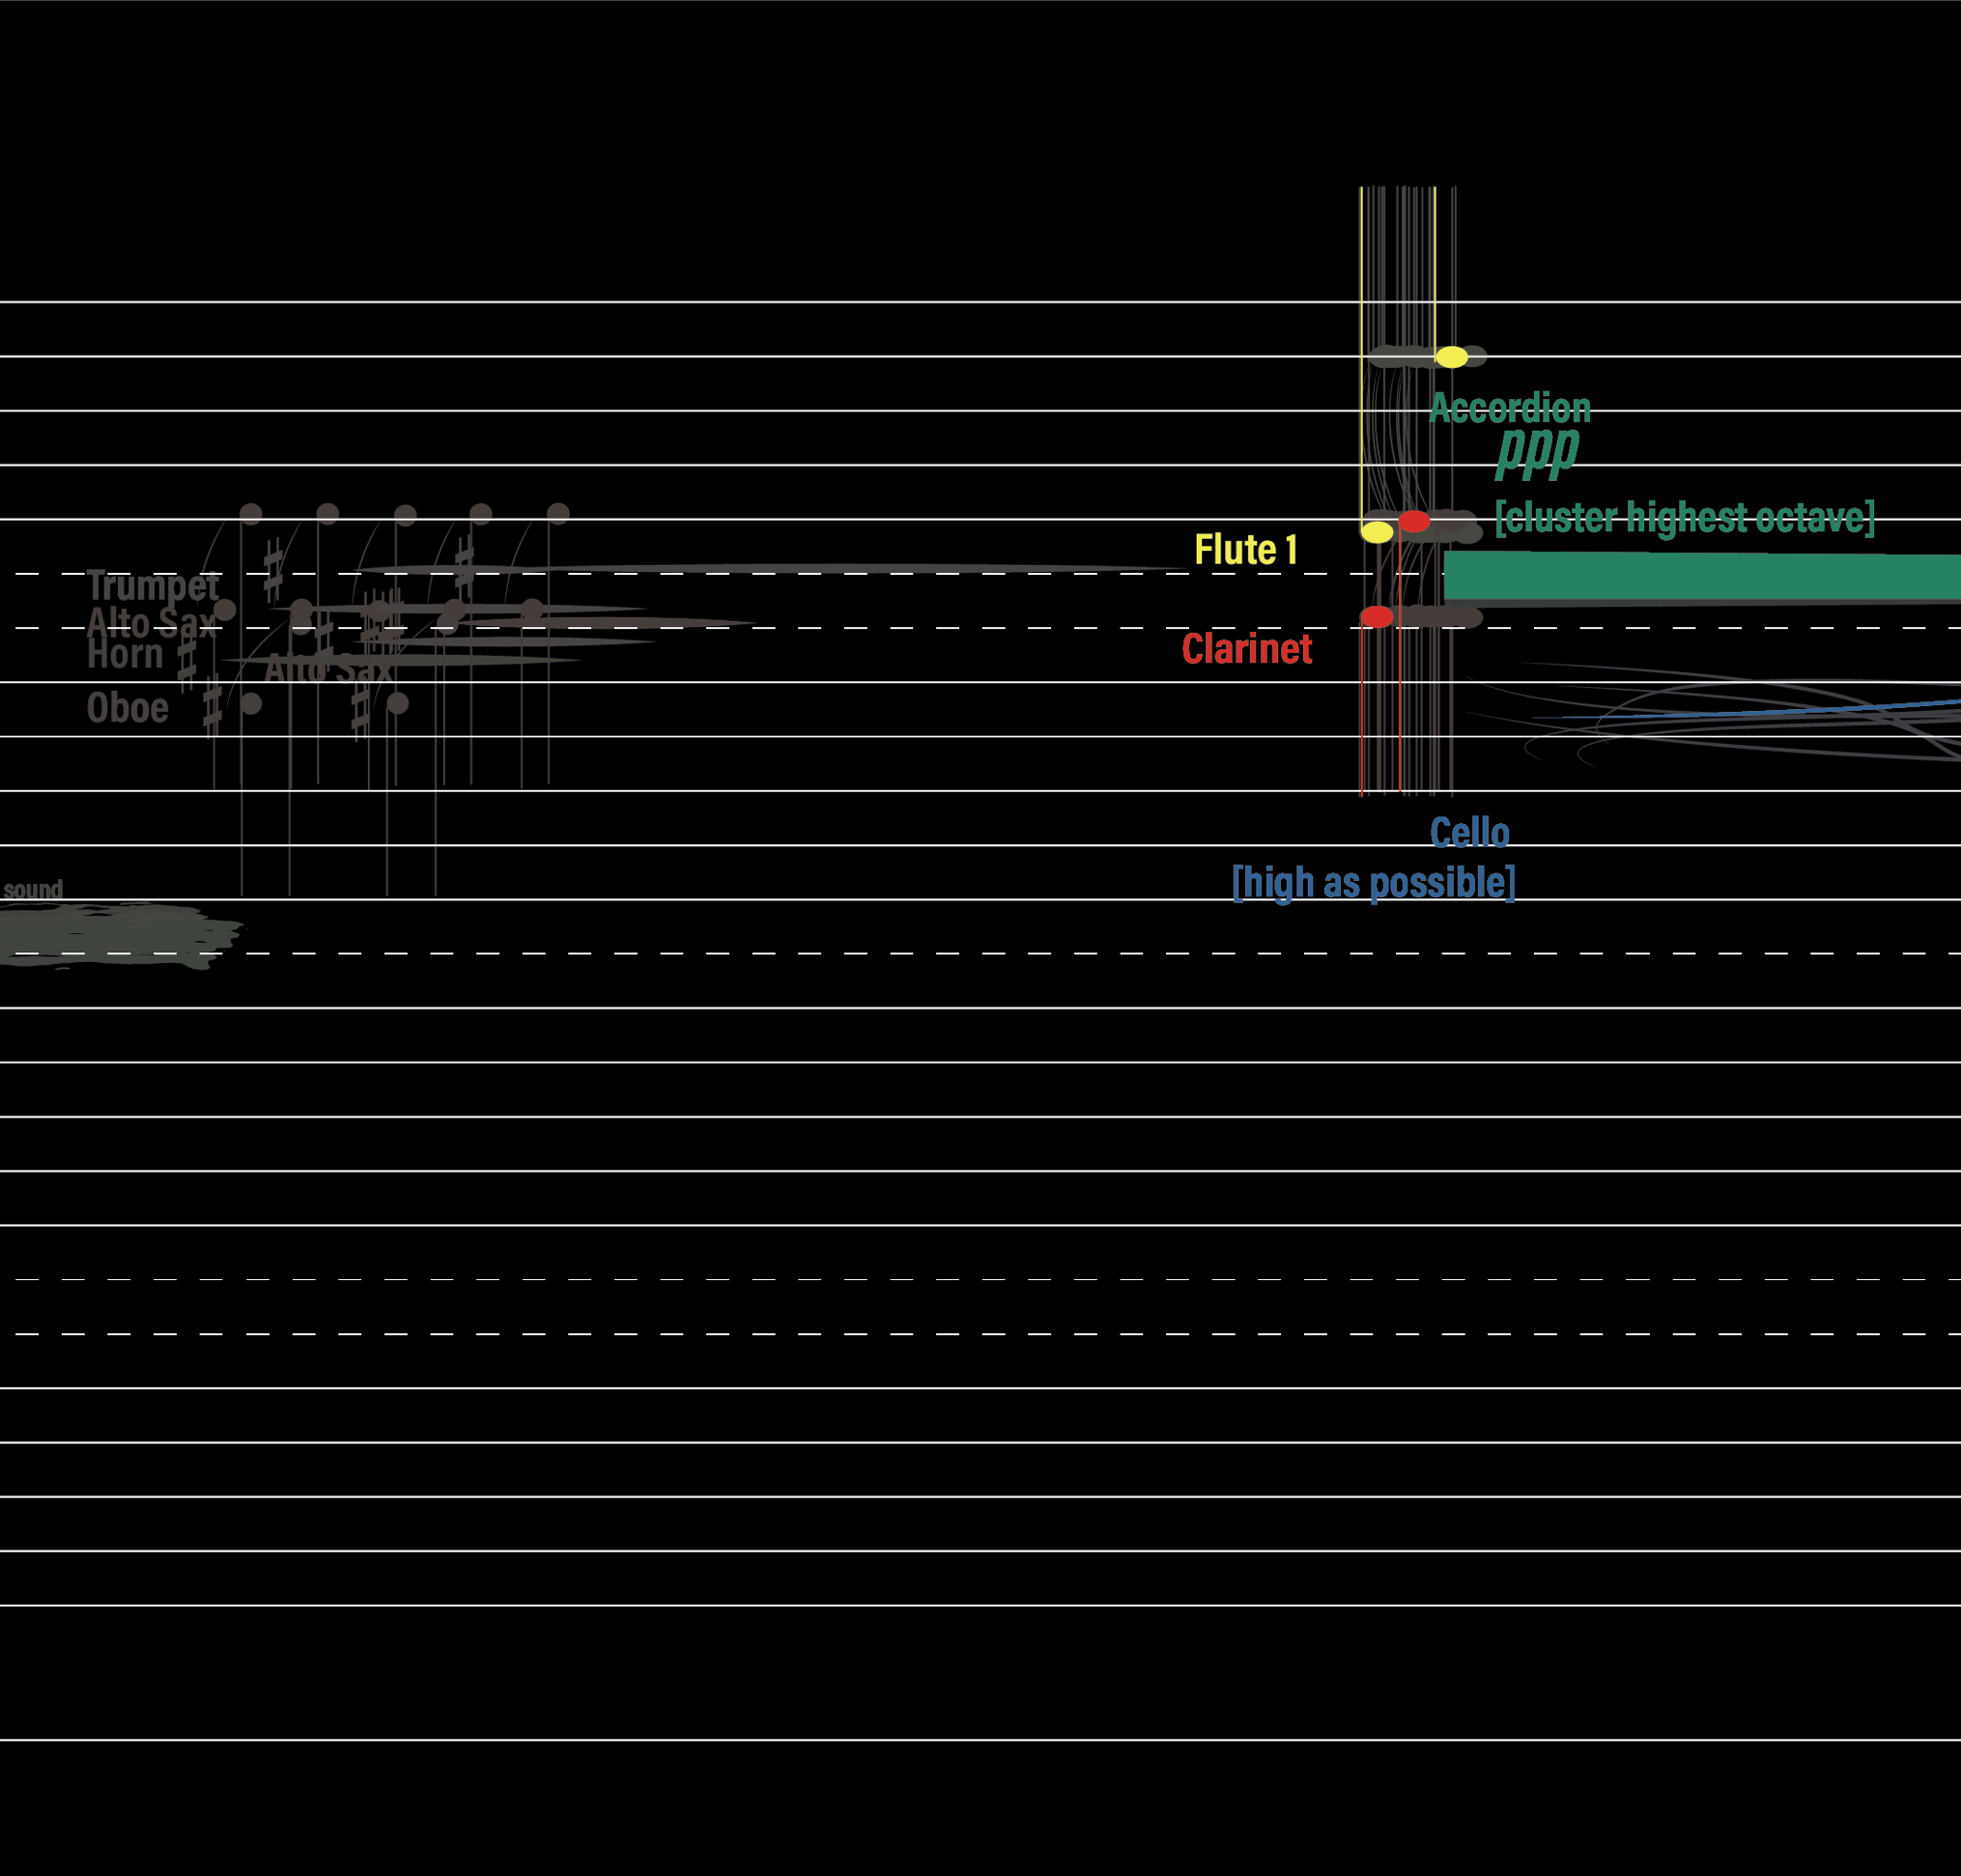 Accordion
ppp
[cluster highest octave]
Flute 1
Trumpet
Alto Sax
Clarinet
Horn
Alto Sax
Oboe
Cello
[high as possible]
sound